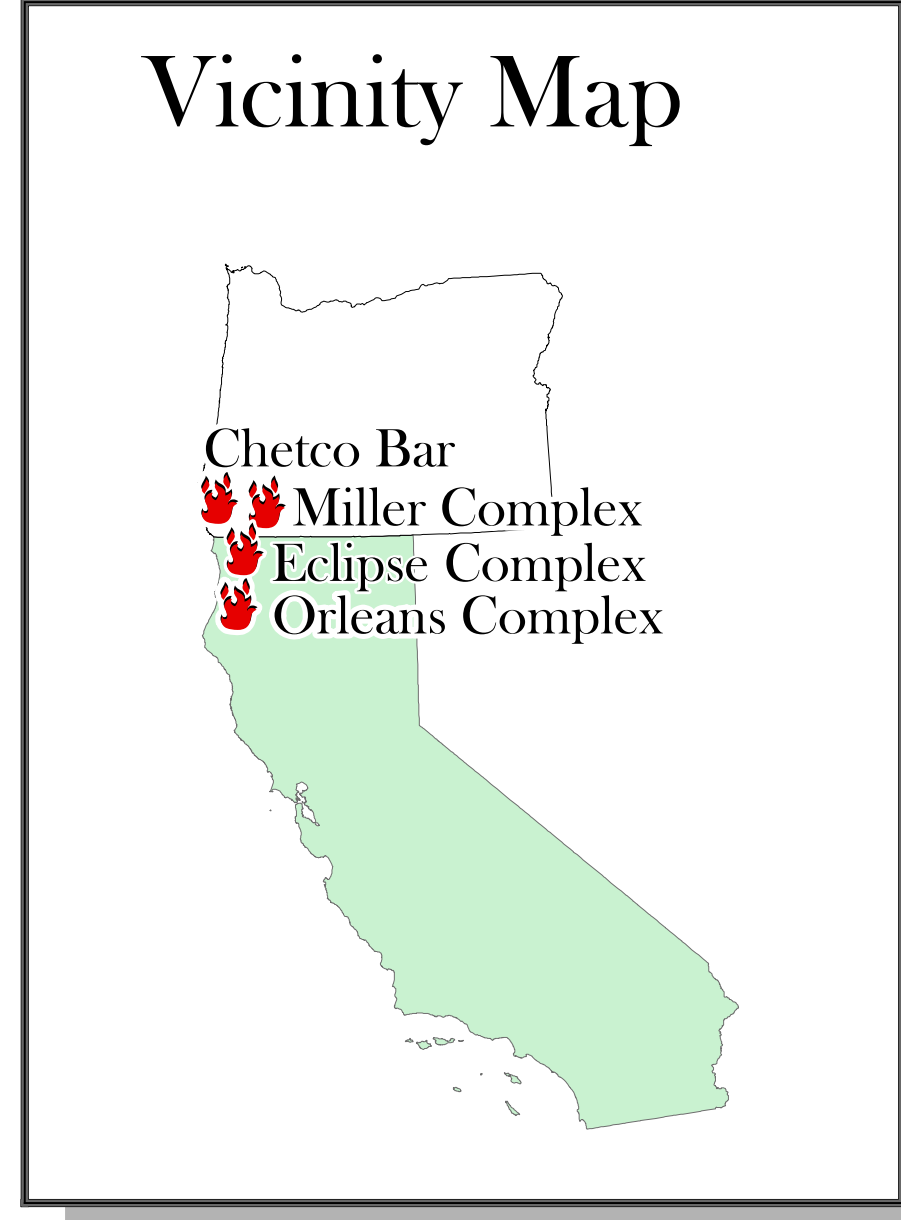 Vicinity Map
Chetco Bar
Miller Complex
Eclipse Complex
Orleans Complex